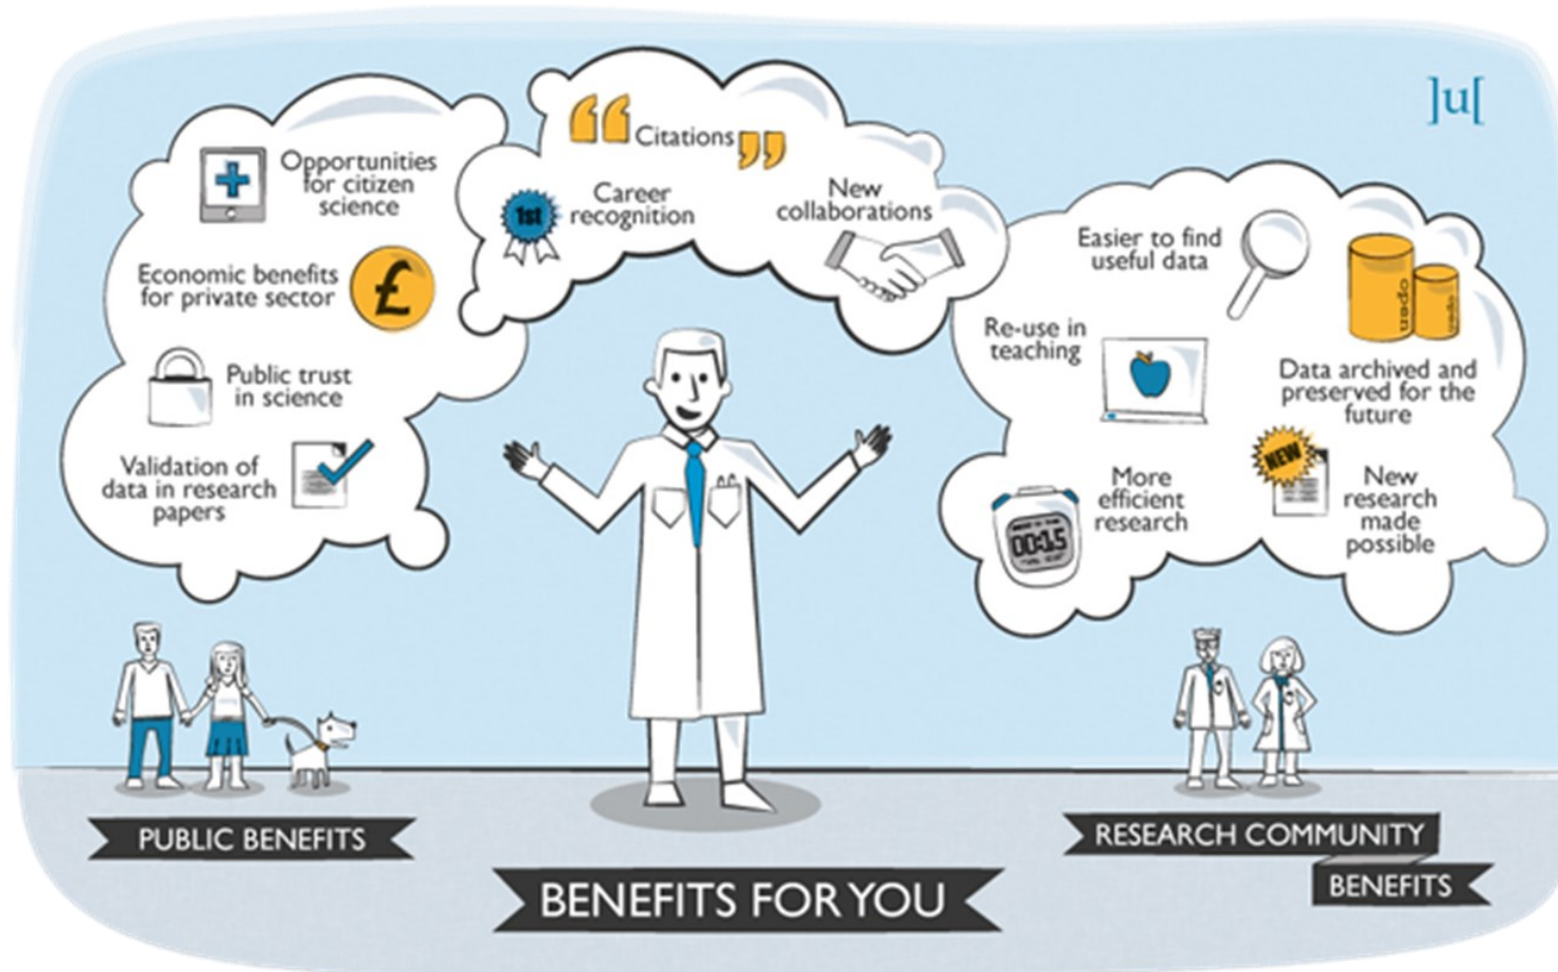 ]u[
Opportunities
for citizen
science
Economic benefits
for private sector
£
Public trust
in science
Validation of
data in research
papers
“ Citations ”
1st
Career
recognition
New
collaborations
Easier to find
useful data
open
open
Re-use in
teaching
Data archived and
preserved for the
future
More
efficient
research
00:15
NEW
New
research
made
possible
PUBLIC BENEFITS
BENEFITS FOR YOU
RESEARCH COMMUNITY
BENEFITS